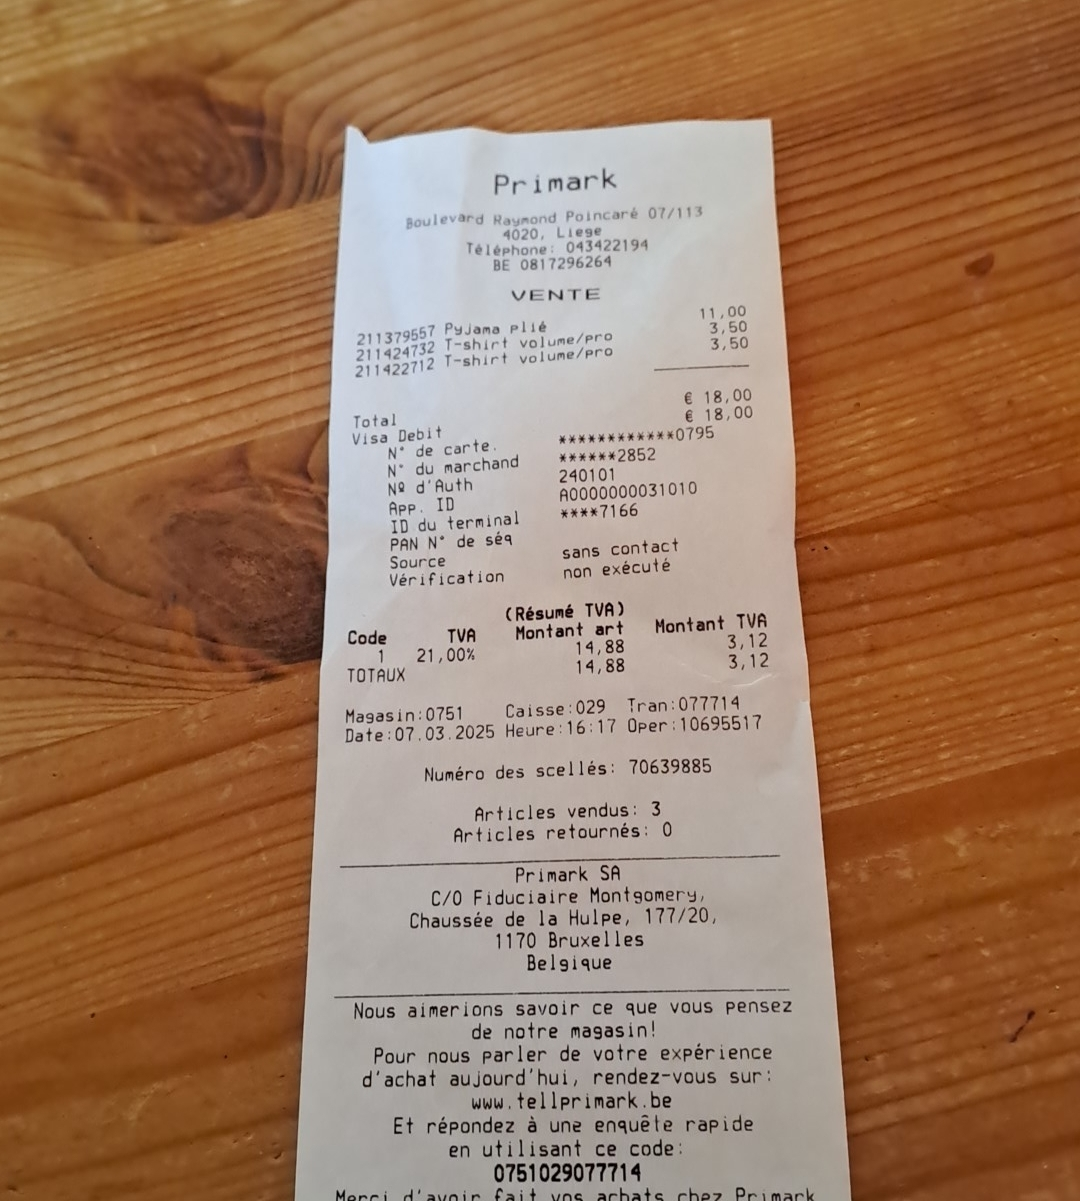 Primark
Boulevard Raymond Poincaré 07/113
4020, Liege
Téléphone: 043422194
BE 0817296264
VENTE
211379557 Pyjama plié 11,00
211424732 T-shirt volume/pro 3,50
211422712 T-shirt volume/pro 3,50
Total € 18,00
Visa Debit € 18,00
N° de carte. ************0795
N° du marchand ******2852
Nº d'Auth 240101
App. ID A0000000031010
ID du terminal ****7166
PAN N° de séq
Source sans contact
Vérification non exécuté
(Résumé TVA)
Code TVA Montant art Montant TVA
1 21,00% 14,88 3,12
TOTAUX 14,88 3,12
Magasin:0751 Caisse:029 Tran:077714
Date:07.03.2025 Heure:16:17 Oper:10695517
Numéro des scellés: 70639885
Articles vendus: 3
Articles retournés: 0
Primark SA
C/O Fiduciaire Montgomery,
Chaussée de la Hulpe, 177/20,
1170 Bruxelles
Belgique
Nous aimerions savoir ce que vous pensez
de notre magasin!
Pour nous parler de votre expérience
d'achat aujourd'hui, rendez-vous sur:
www.tellprimark.be
Et répondez à une enquête rapide
en utilisant ce code:
0751029077714
Merci d'avoir fait vos achats chez Primark